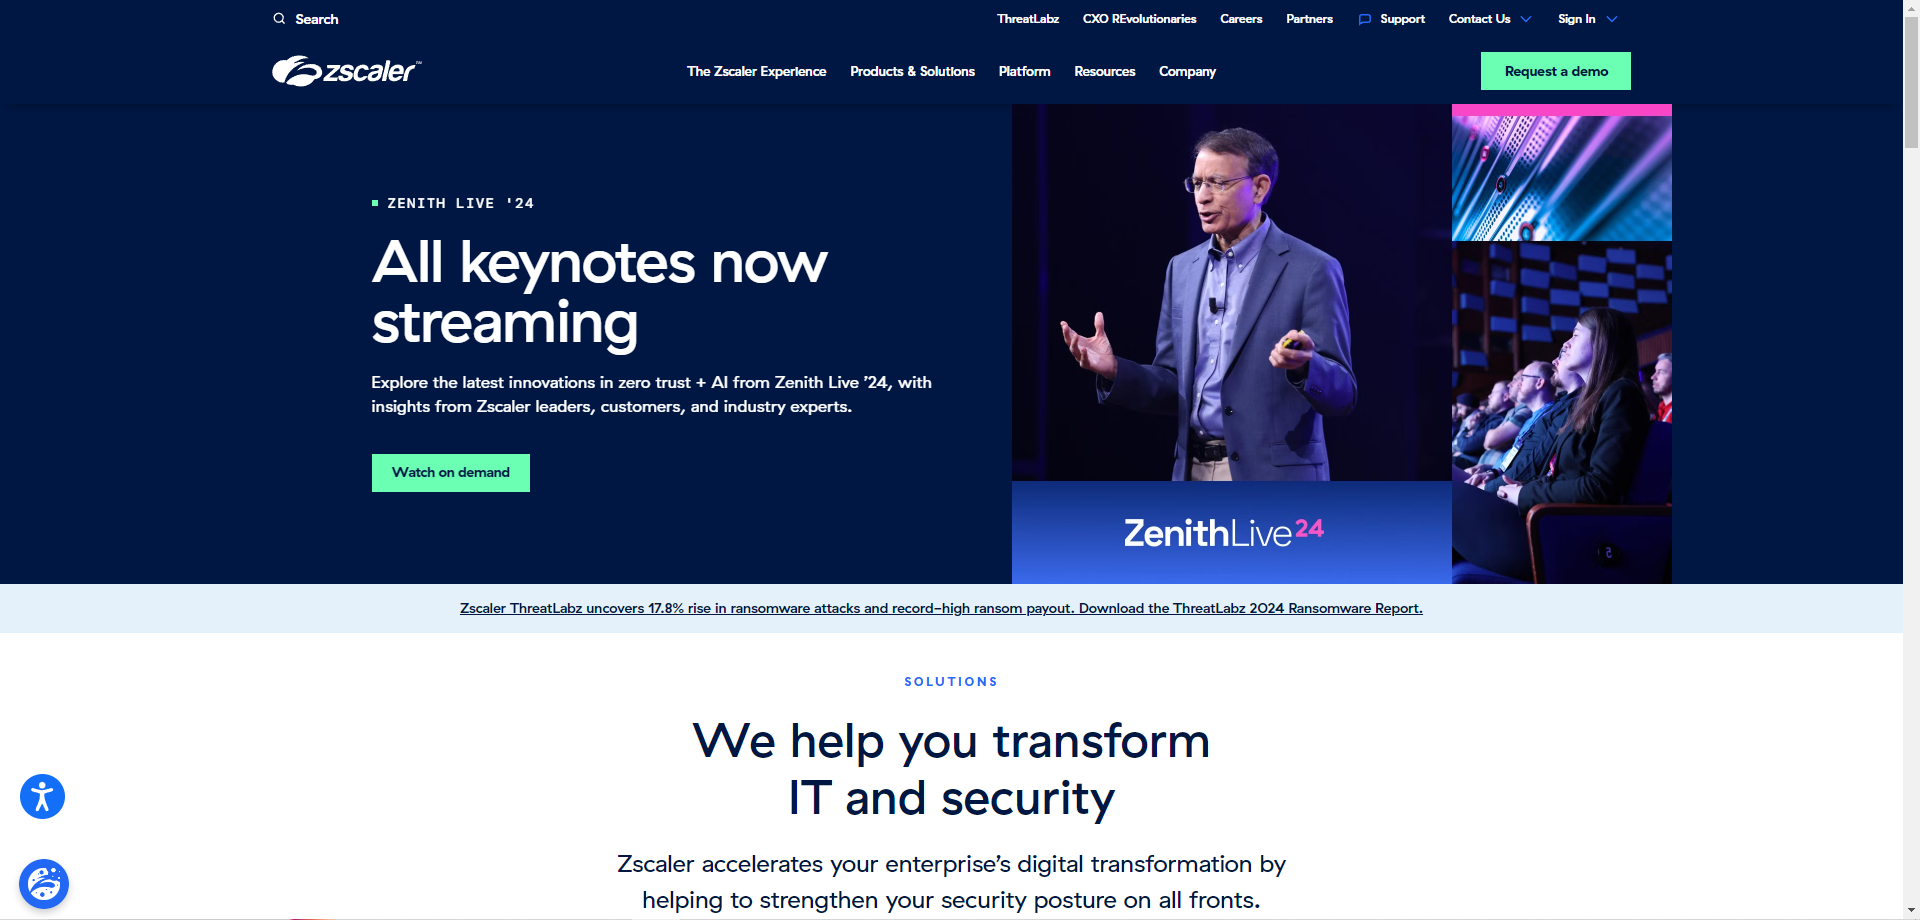 Search
ThreatLabz
CXO REvolutionaries
Careers
Partners
Support
Contact Us
Sign In
zscaler™
The Zscaler Experience
Products & Solutions
Platform
Resources
Company
Request a demo
ZENITH LIVE '24
All keynotes now
streaming
Explore the latest innovations in zero trust + AI from Zenith Live ’24, with
insights from Zscaler leaders, customers, and industry experts.
Watch on demand
ZenithLive24
Zscaler ThreatLabz uncovers 17.8% rise in ransomware attacks and record-high ransom payout. Download the ThreatLabz 2024 Ransomware Report.
SOLUTIONS
We help you transform
IT and security
Zscaler accelerates your enterprise’s digital transformation by
helping to strengthen your security posture on all fronts.